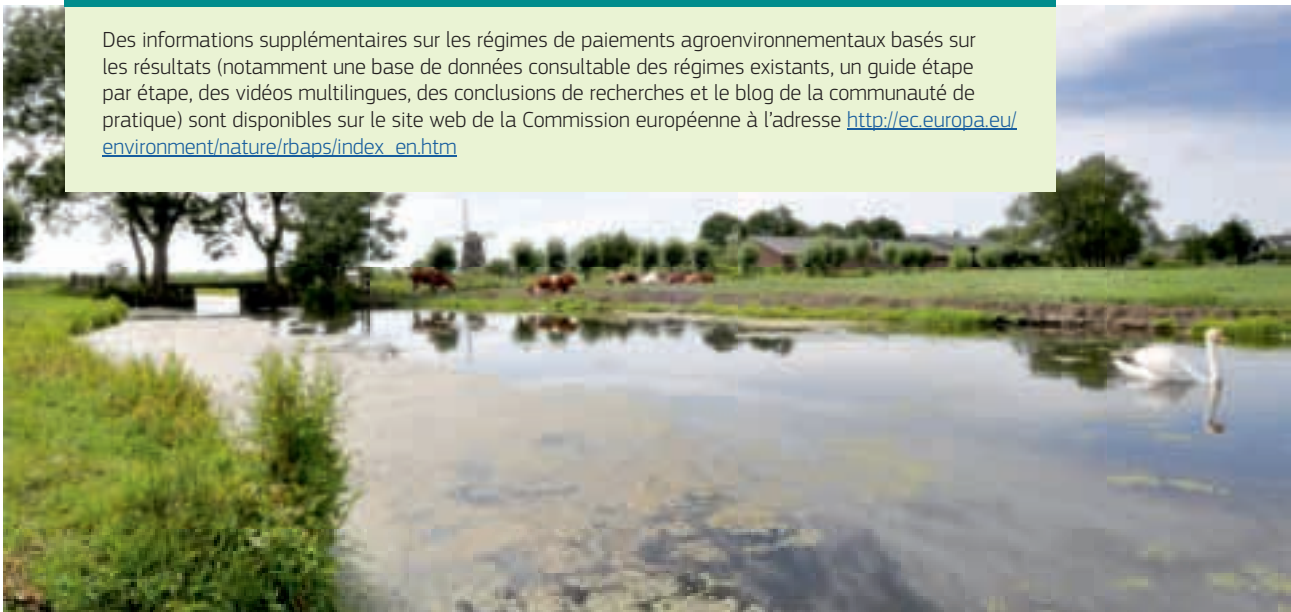 Des informations supplémentaires sur les régimes de paiements agroenvironnementaux basés sur
les résultats (notamment une base de données consultable des régimes existants, un guide étape
par étape, des vidéos multilingues, des conclusions de recherches et le blog de la communauté de
pratique) sont disponibles sur le site web de la Commission européenne à l'adresse http://ec.europa.eu/
environment/nature/rbaps/index_en.htm